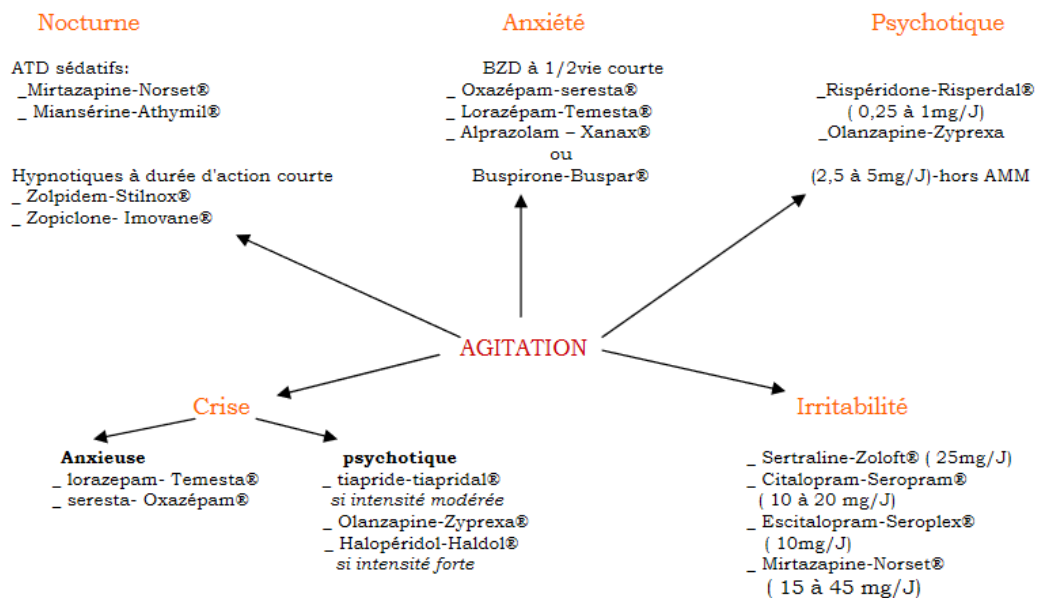 Nocturne
ATD sédatifs:
_Mirtazapine-Norset®
_ Miansérine-Athymil®
Hypnotiques à durée d'action courte
_ Zolpidem-Stilnox®
_ Zopiclone- Imovane®
Anxiété
BZD à 1/2vie courte
_ Oxazépam-seresta®
_ Lorazépam-Temesta®
_ Alprazolam – Xanax®
ou
Buspirone-Buspar®
Psychotique
_Rispéridone-Risperdal®
( 0,25 à 1mg/J)
_Olanzapine-Zyprexa
(2,5 à 5mg/J)-hors AMM
AGITATION
Crise
Anxieuse
_ lorazepam- Temesta®
_ seresta- Oxazépam®
psychotique
_ tiapride-tiapridal®
si intensité modérée
_ Olanzapine-Zyprexa®
_ Halopéridol-Haldol®
si intensité forte
Irritabilité
_ Sertraline-Zoloft® ( 25mg/J)
_ Citalopram-Seropram®
( 10 à 20 mg/J)
_ Escitalopram-Seroplex®
( 10mg/J)
_ Mirtazapine-Norset®
( 15 à 45 mg/J)